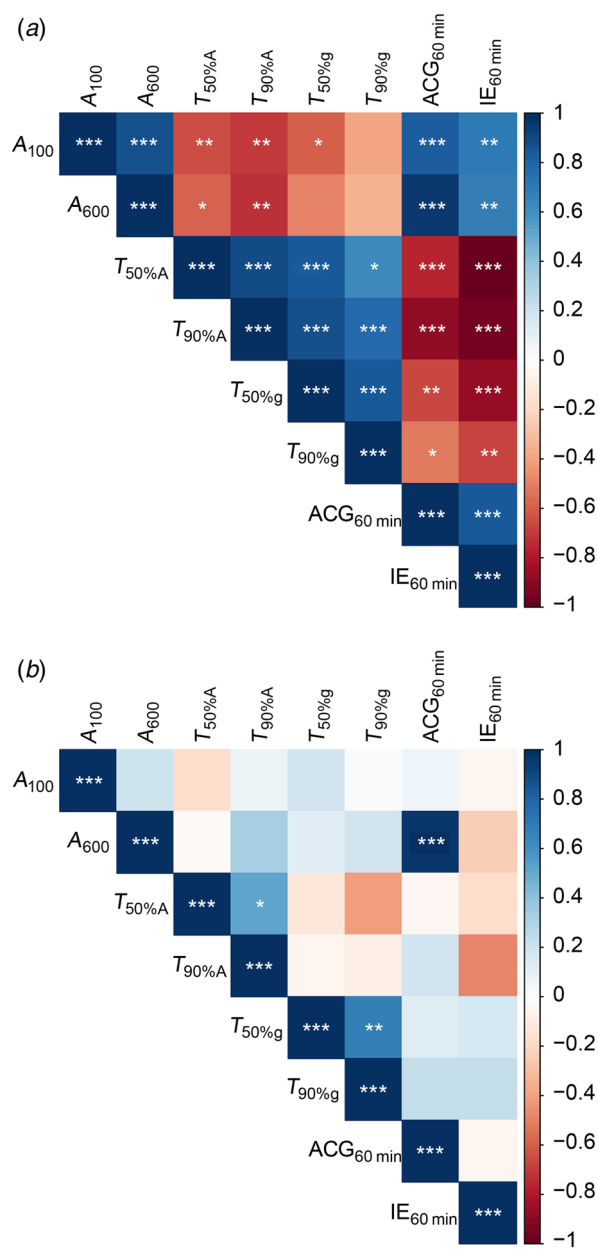 (a)
A100 A600 T50%A T90%A T50%g T90%g ACG60 min IE60 min
A100 *** *** ** ** * *** ** 1
0.8
A600 *** * ** *** ** 0.6
T50%A *** *** *** * *** *** 0.4
0.2
T90%A *** *** *** *** *** 0
T50%g *** *** ** *** −0.2
−0.4
T90%g *** * ** −0.6
ACG60 min *** *** −0.8
IE60 min *** −1
(b)
A100 A600 T50%A T90%A T50%g T90%g ACG60 min IE60 min
A100 *** 1
0.8
A600 *** *** 0.6
T50%A *** * 0.4
0.2
T90%A *** 0
T50%g *** ** −0.2
−0.4
T90%g *** −0.6
ACG60 min *** −0.8
IE60 min *** −1